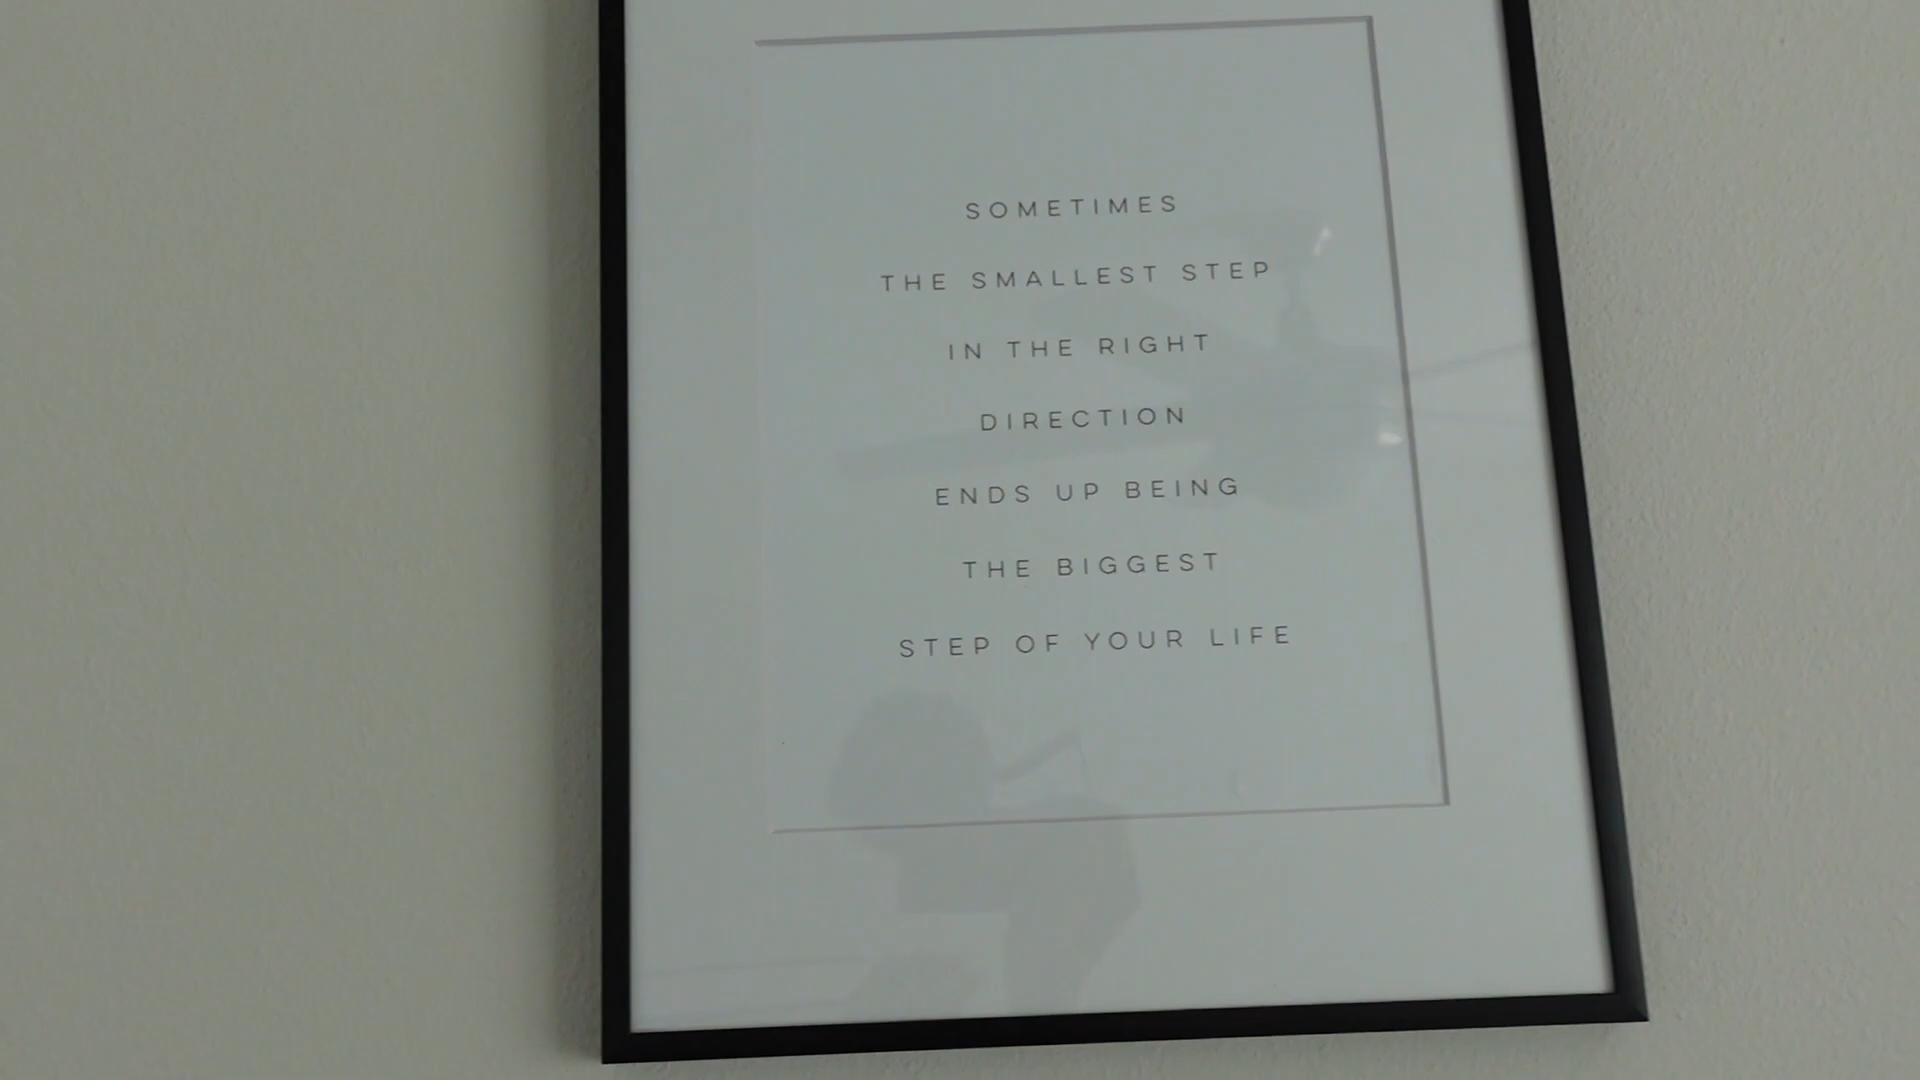 SOMETIMES
THE SMALLEST STEP
IN THE RIGHT
DIRECTION
ENDS UP BEING
THE BIGGEST
STEP OF YOUR LIFE